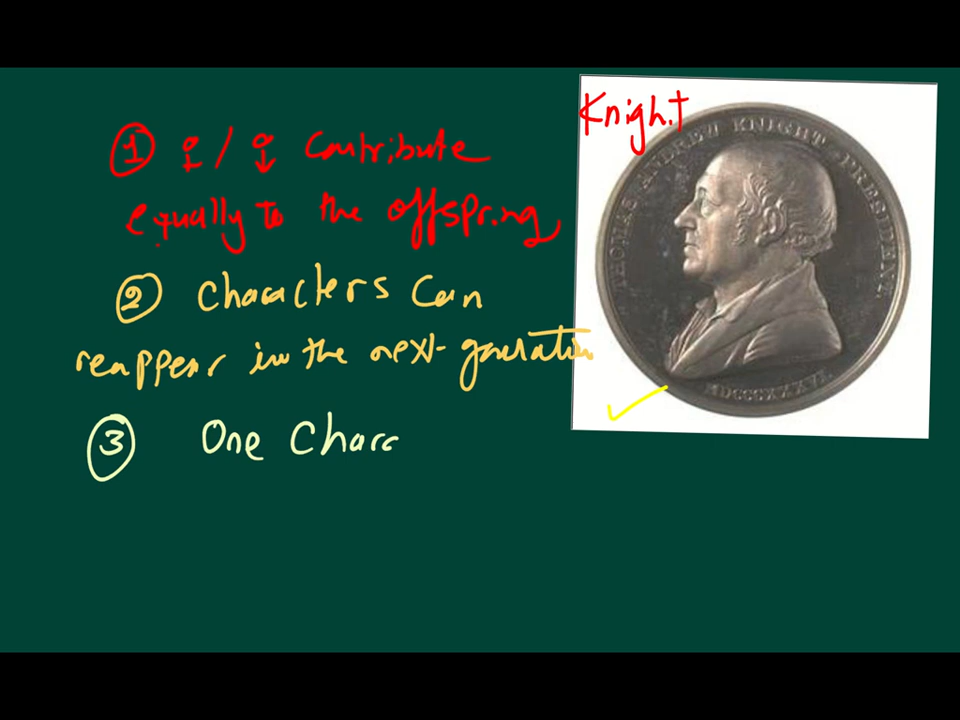 Knight
① ♀ / ♂ Contribute
equally to the offspring
② Characters Can
reappear in the next generation
③ One Charc
THOMAS ANDREW KNIGHT PRESIDENT.
MDCCCXXXVI.